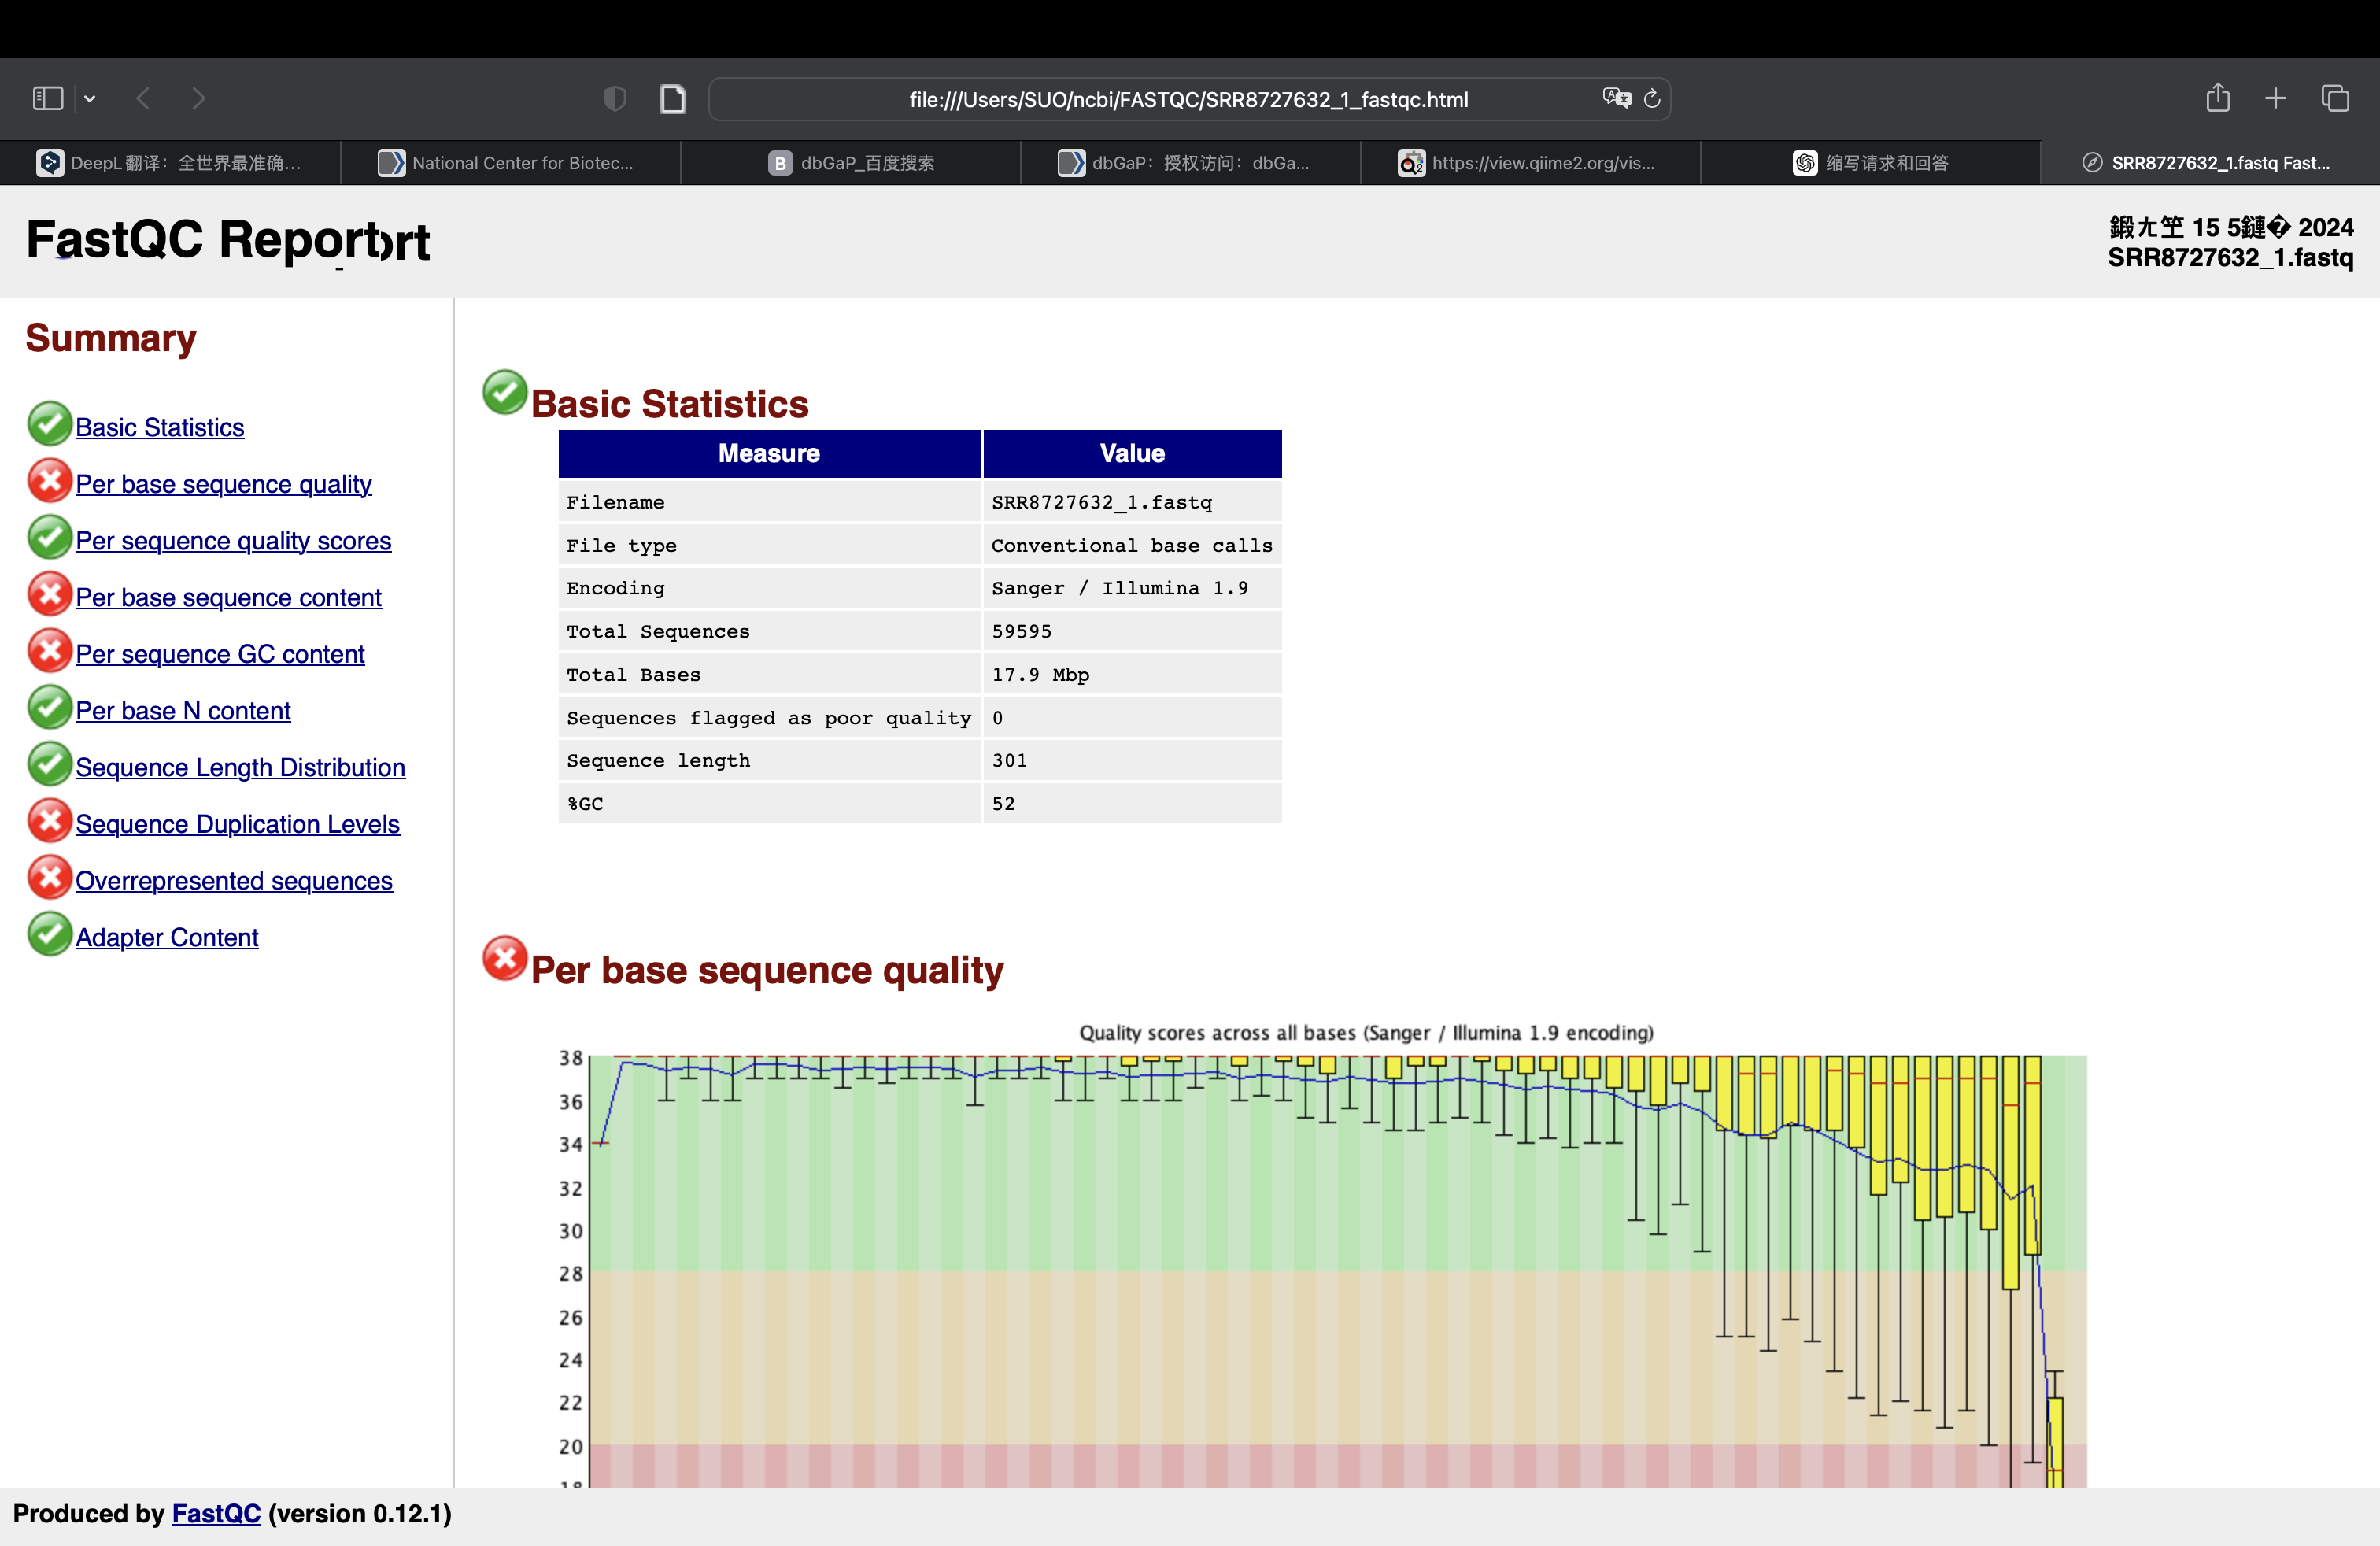 file:///Users/SUO/ncbi/FASTQC/SRR8727632_1_fastqc.html
DeepL 翻译：全世界最准确...
National Center for Biotec...
dbGaP_百度搜索
dbGaP：授权访问：dbGa...
https://view.qiime2.org/vis...
缩写请求和回答
SRR8727632_1.fastq Fast...
FastQC Report
鍛ㄤ笁 15 5鏈� 2024
SRR8727632_1.fastq
Summary
Basic Statistics
Per base sequence quality
Per sequence quality scores
Per base sequence content
Per sequence GC content
Per base N content
Sequence Length Distribution
Sequence Duplication Levels
Overrepresented sequences
Adapter Content
Basic Statistics
Measure Value
Filename SRR8727632_1.fastq
File type Conventional base calls
Encoding Sanger / Illumina 1.9
Total Sequences 59595
Total Bases 17.9 Mbp
Sequences flagged as poor quality 0
Sequence length 301
%GC 52
Per base sequence quality
Quality scores across all bases (Sanger / Illumina 1.9 encoding)
38
36
34
32
30
28
26
24
22
20
18
Produced by FastQC (version 0.12.1)